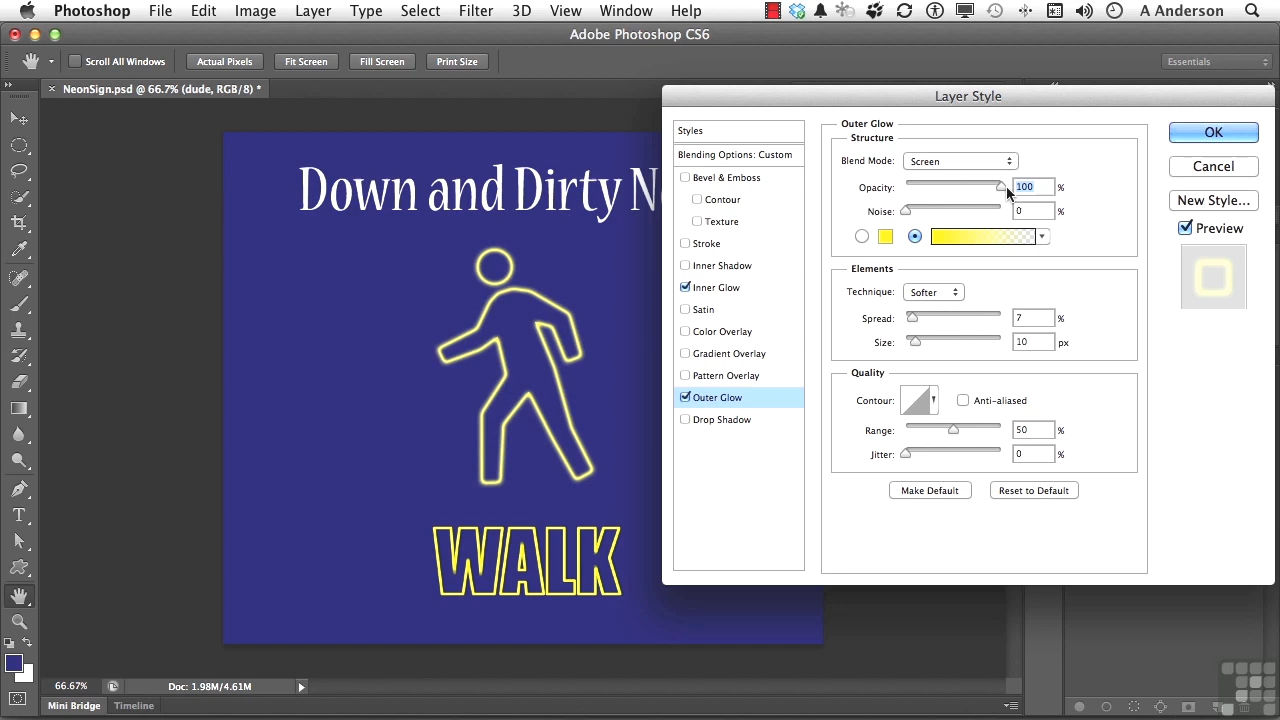 Photoshop File Edit Image Layer Type Select Filter 3D View Window Help A Anderson
Adobe Photoshop CS6
Scroll All Windows Actual Pixels Fit Screen Fill Screen Print Size Essentials
× NeonSign.psd @ 66.7% (dude, RGB/8) *
Down and Dirty Ne
WALK
66.67% Doc: 1.98M/4.61M
Mini Bridge Timeline
Layer Style
Styles
Blending Options: Custom
Bevel & Emboss
Contour
Texture
Stroke
Inner Shadow
Inner Glow
Satin
Color Overlay
Gradient Overlay
Pattern Overlay
Outer Glow
Drop Shadow
Outer Glow
Structure
Blend Mode: Screen
Opacity: 100 %
Noise: 0 %
Elements
Technique: Softer
Spread: 7 %
Size: 10 px
Quality
Contour: Anti-aliased
Range: 50 %
Jitter: 0 %
Make Default Reset to Default
OK
Cancel
New Style...
Preview